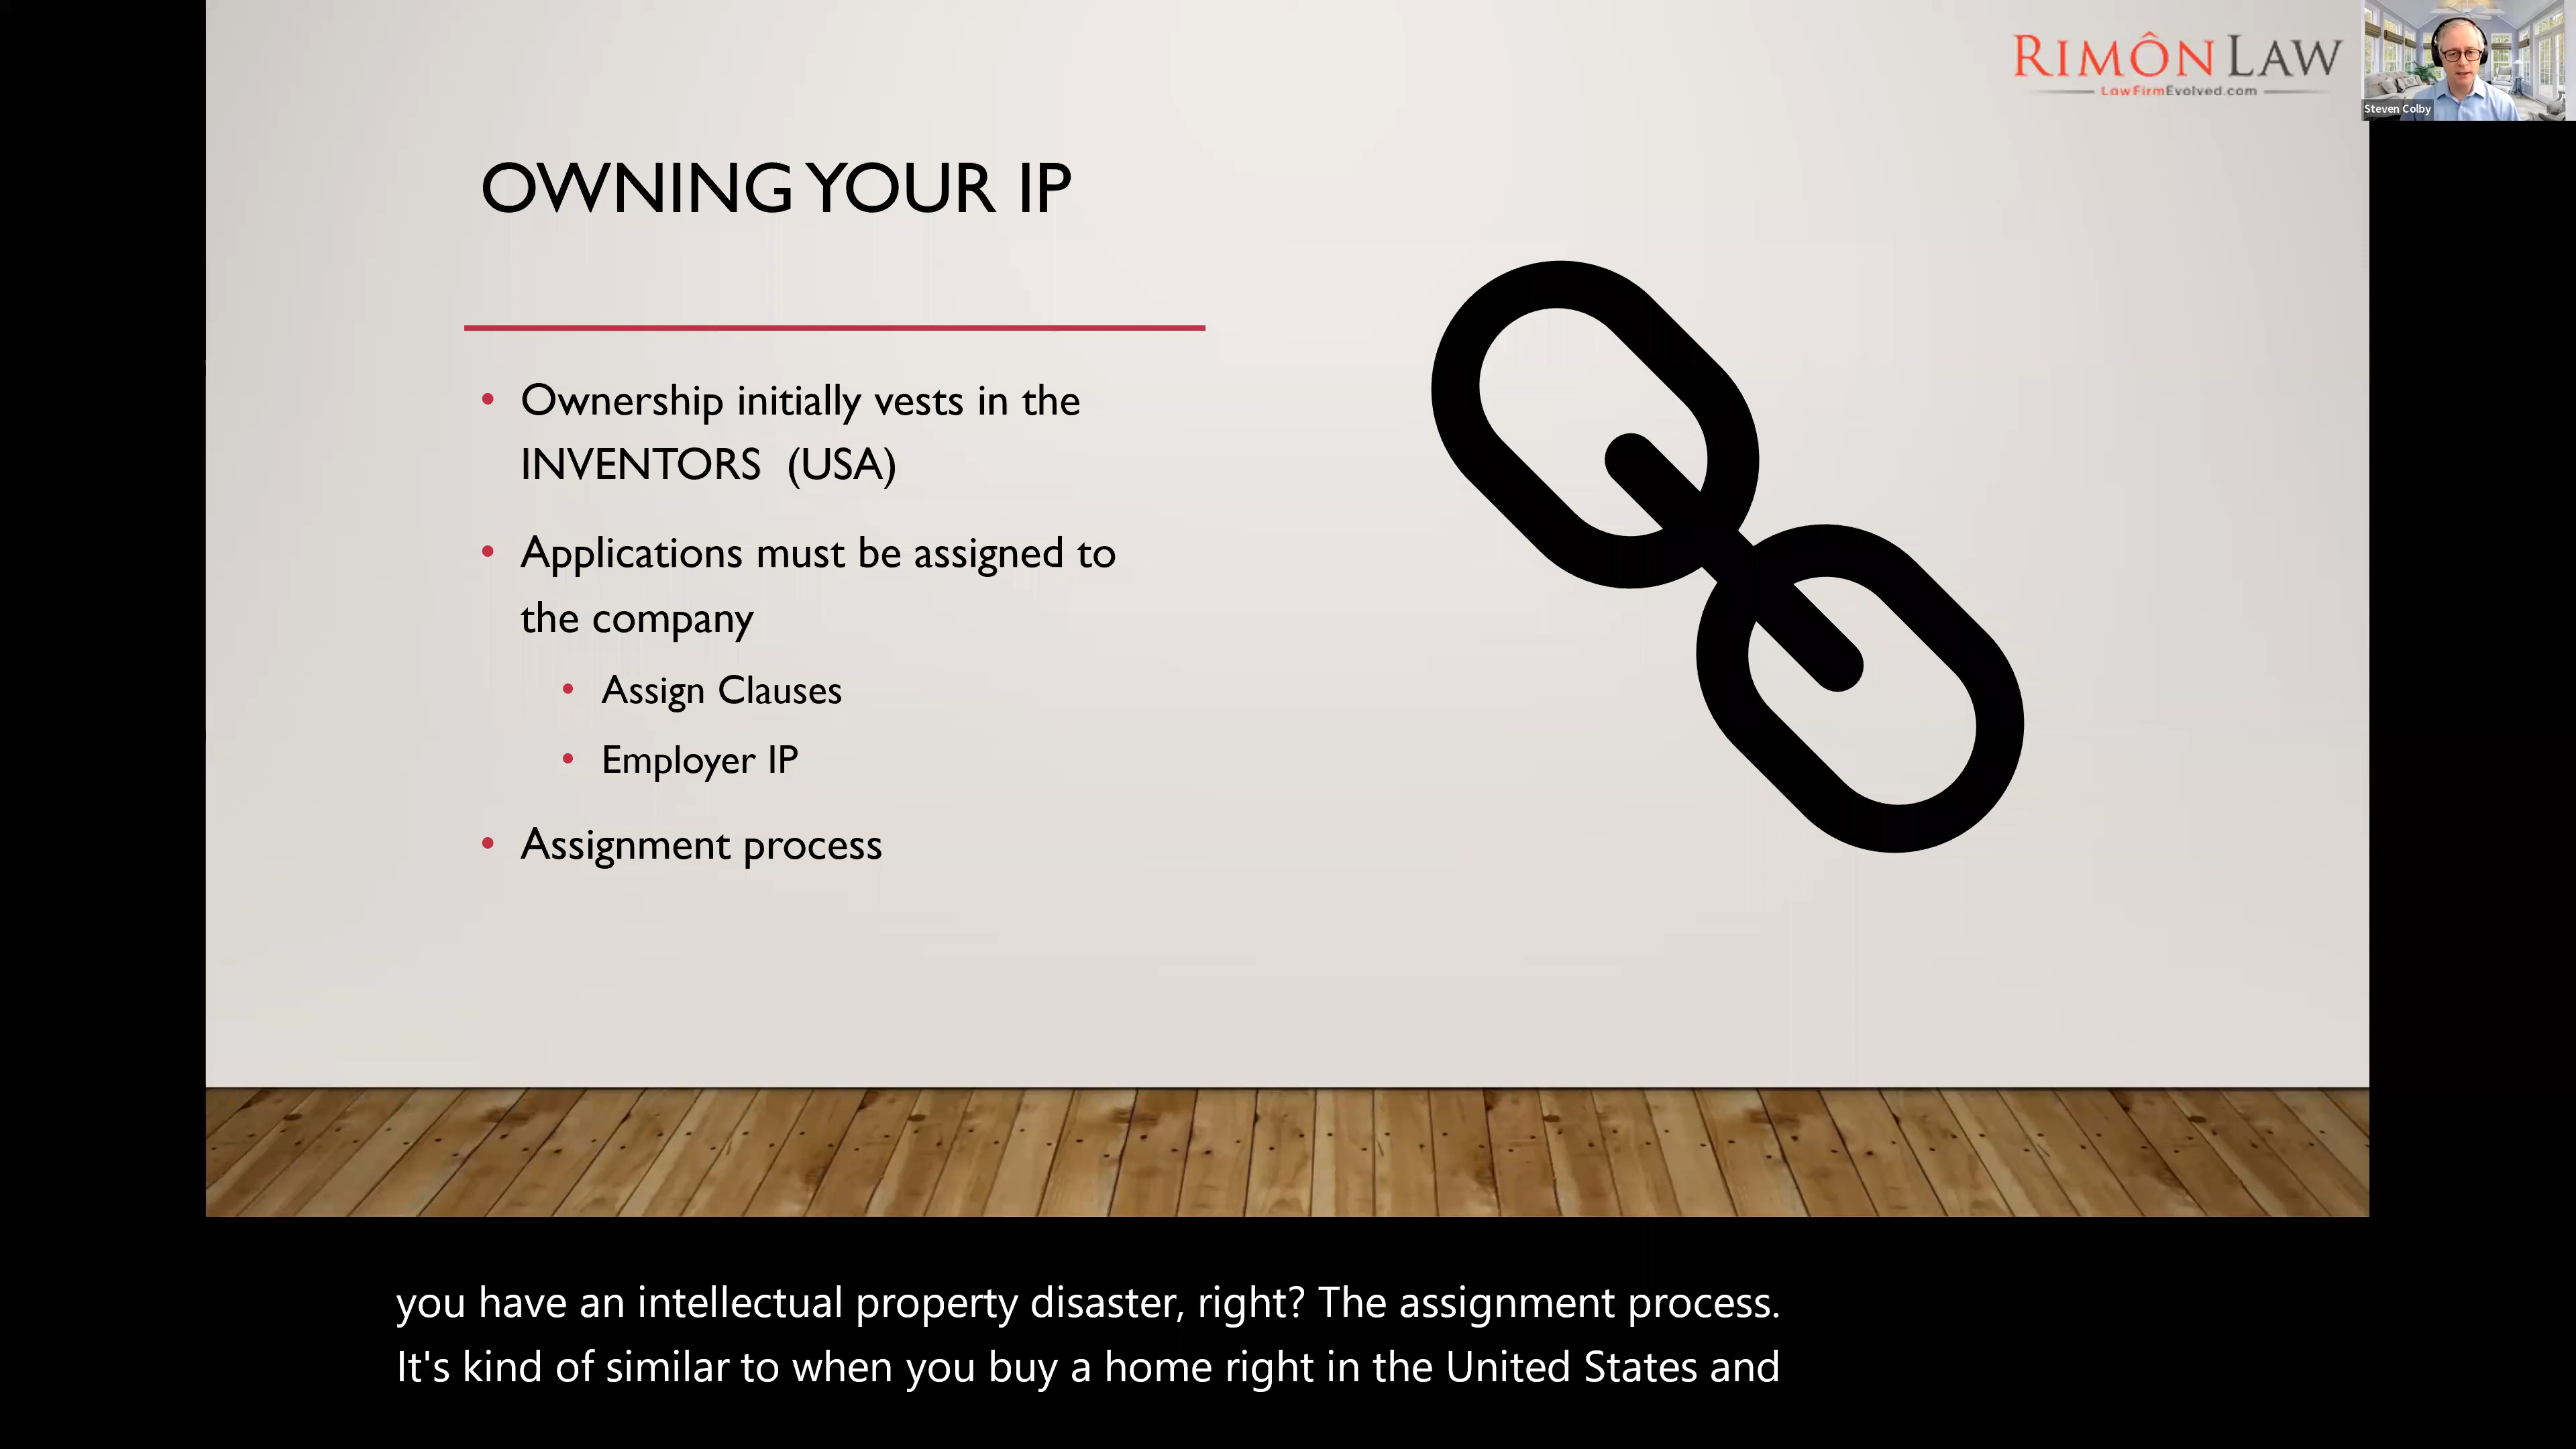 RIMÔN LAW
LawFirmEvolved.com
Steven Colby
OWNING YOUR IP
• Ownership initially vests in the
INVENTORS (USA)
• Applications must be assigned to
the company
• Assign Clauses
• Employer IP
• Assignment process
you have an intellectual property disaster, right? The assignment process.
It's kind of similar to when you buy a home right in the United States and